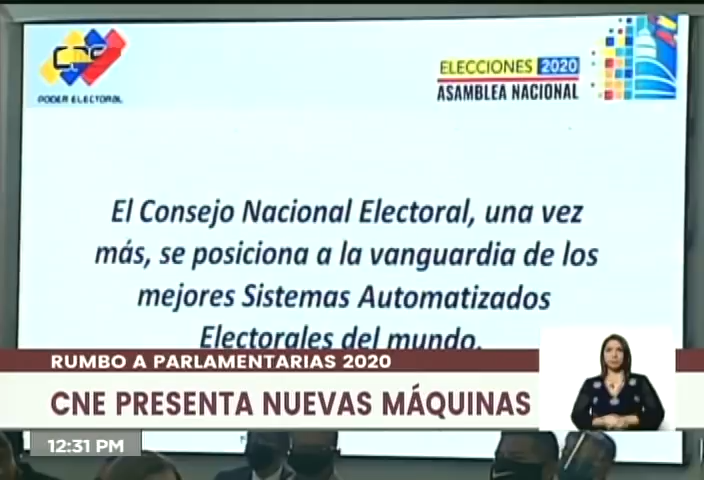 CNE
PODER ELECTORAL
ELECCIONES 2020
ASAMBLEA NACIONAL
El Consejo Nacional Electoral, una vez
más, se posiciona a la vanguardia de los
mejores Sistemas Automatizados
Electorales del mundo.
RUMBO A PARLAMENTARIAS 2020
CNE PRESENTA NUEVAS MÁQUINAS
12:31 PM